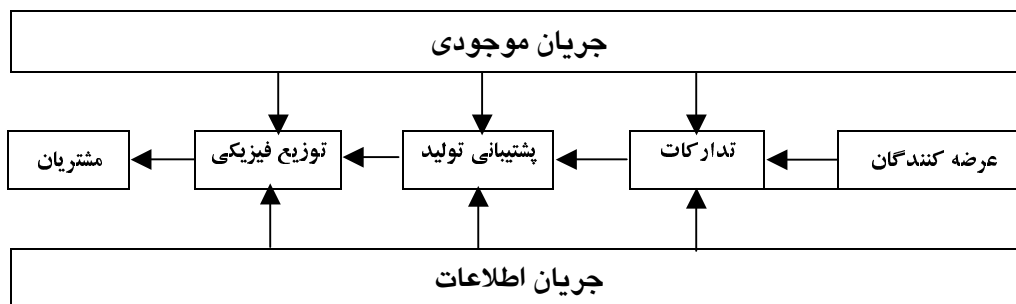 جریان موجودی
عرضه کنندگان
تدارکات
پشتیبانی تولید
توزیع فیزیکی
مشتریان
جریان اطلاعات